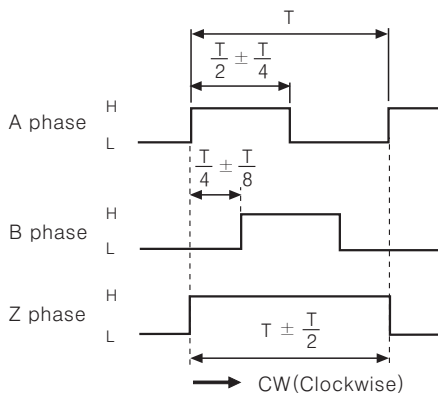 T
T/2 ± T/4
A phase H
L
T/4 ± T/8
B phase H
L
Z phase H
L
T ± T/2
CW(Clockwise)